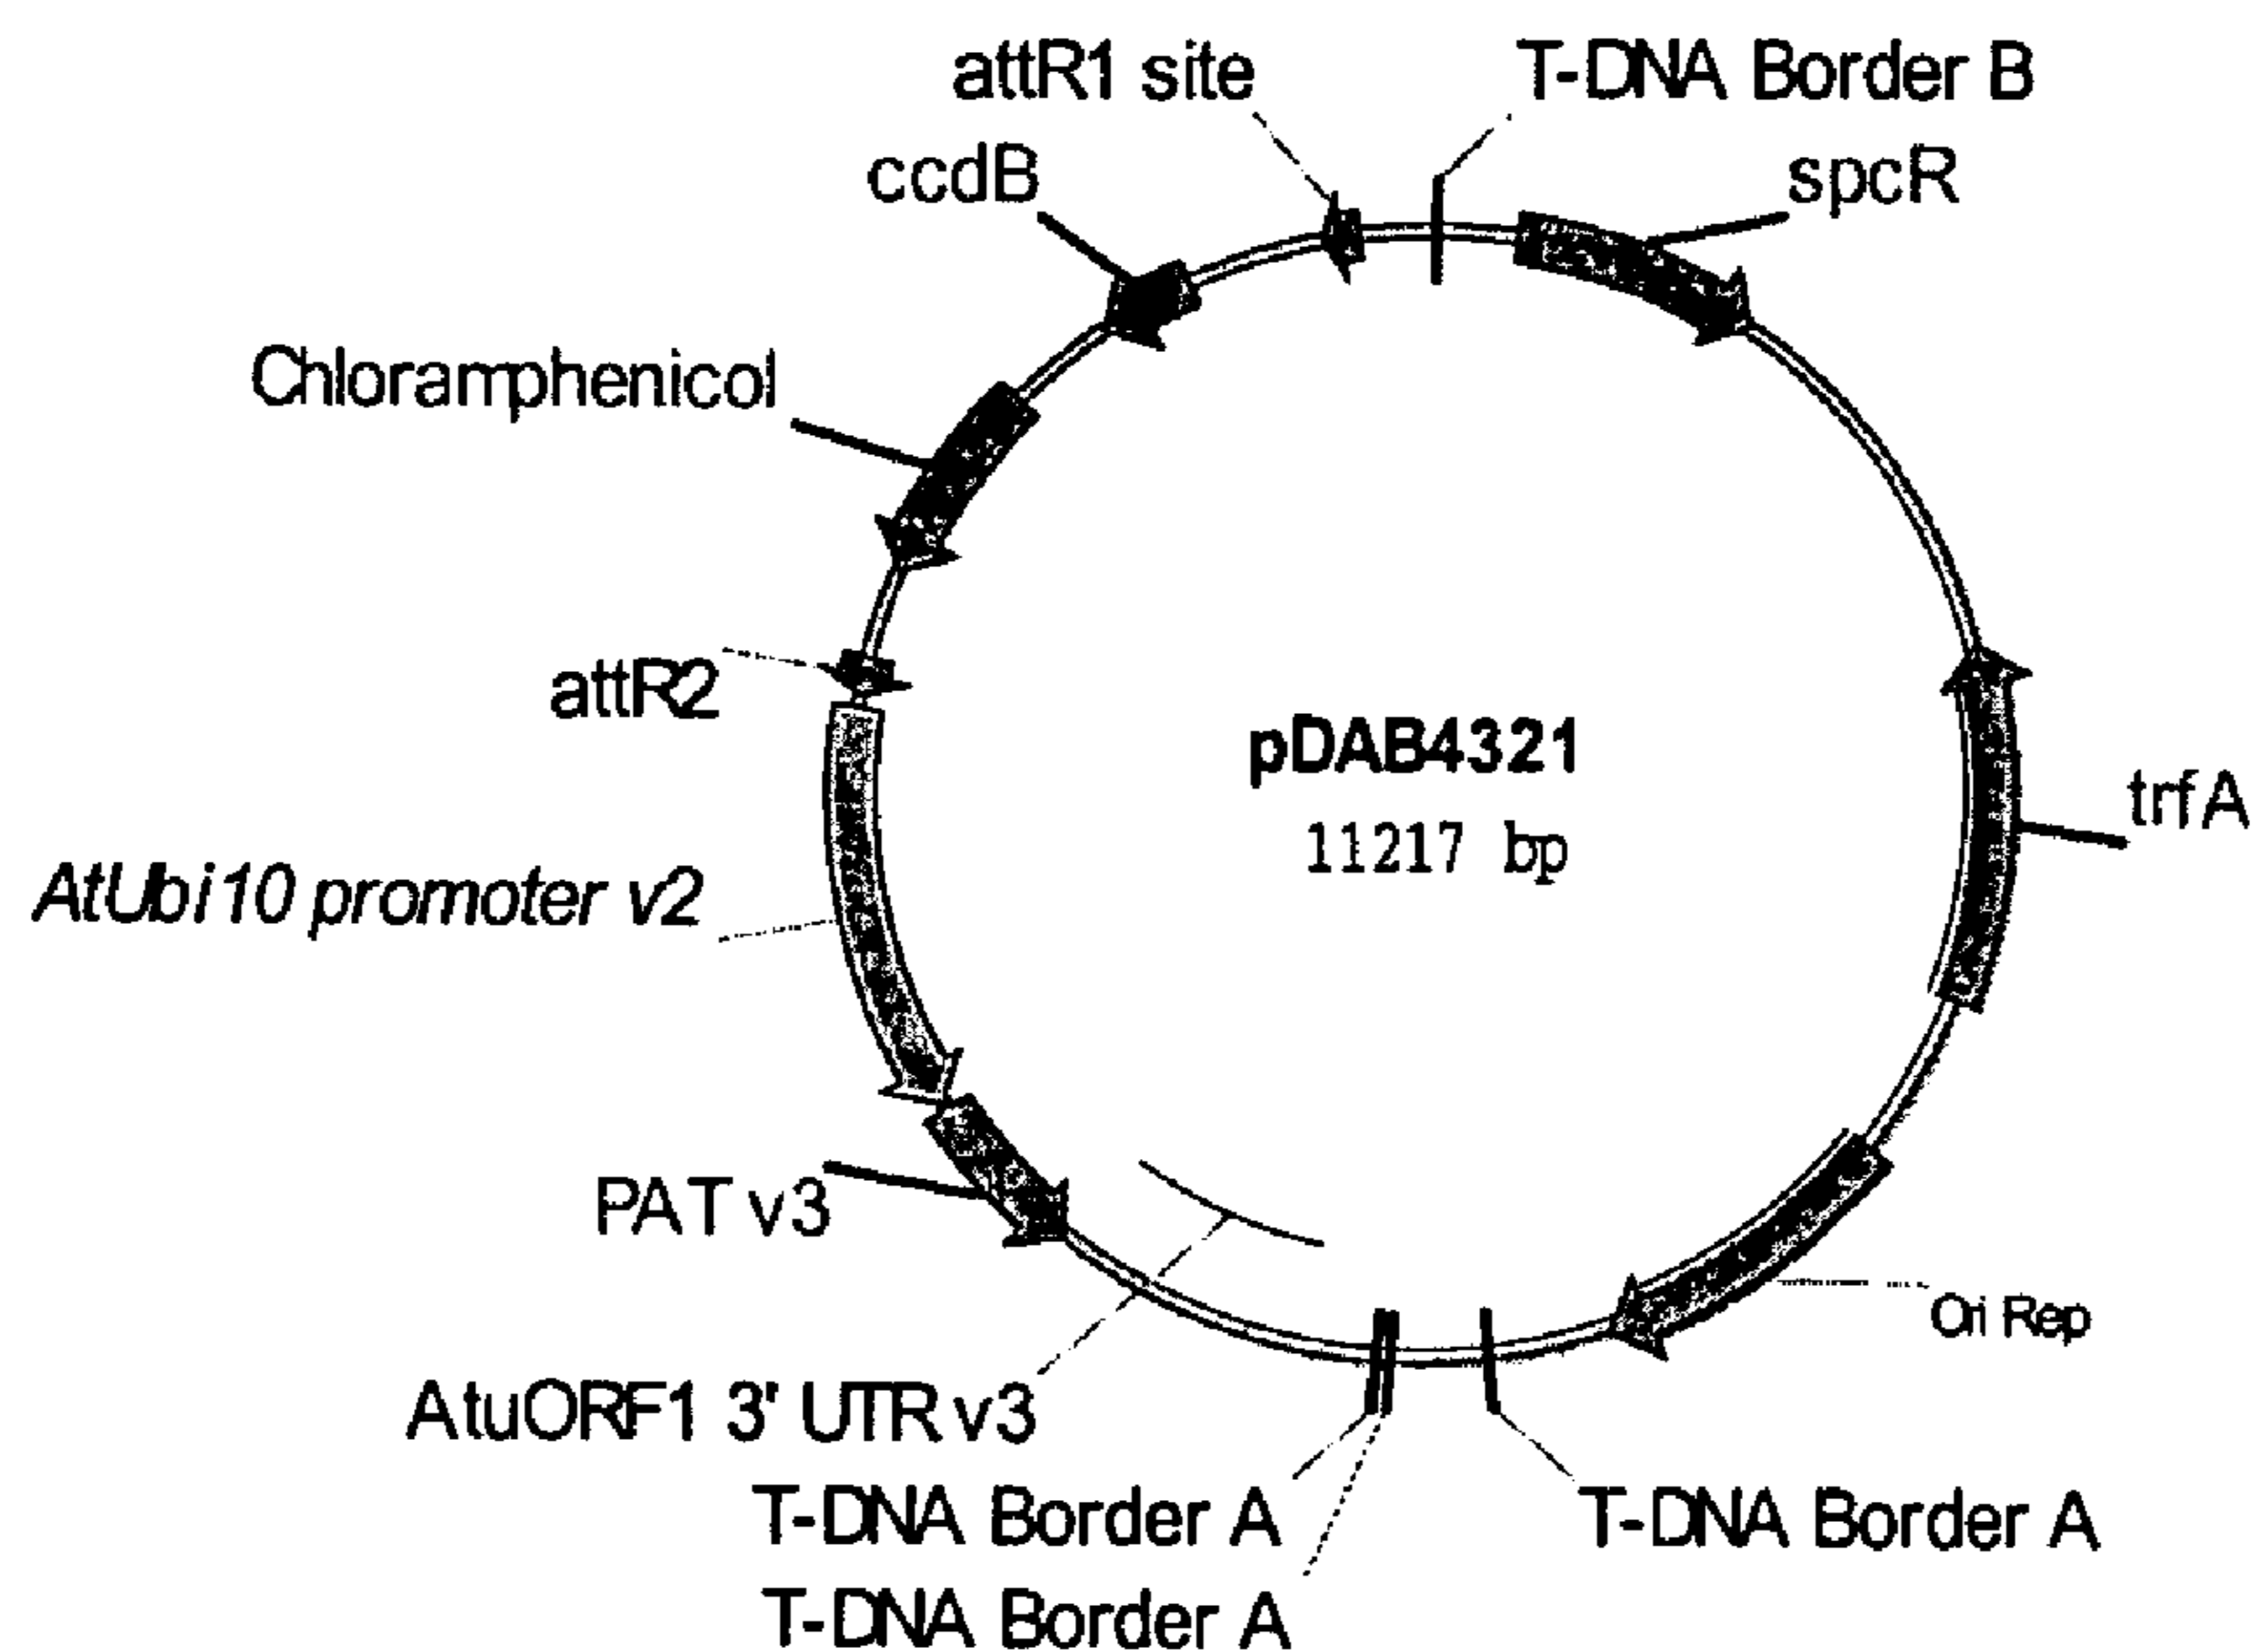 attR1 site
T-DNA Border B
ccdB
spcR
Chloramphenicol
attR2
pDAB4321
11217 bp
trfA
AtUbi10 promoter v2
PAT v3
Ori Rep
AtuORF1 3' UTR v3
T-DNA Border A
T-DNA Border A
T-DNA Border A